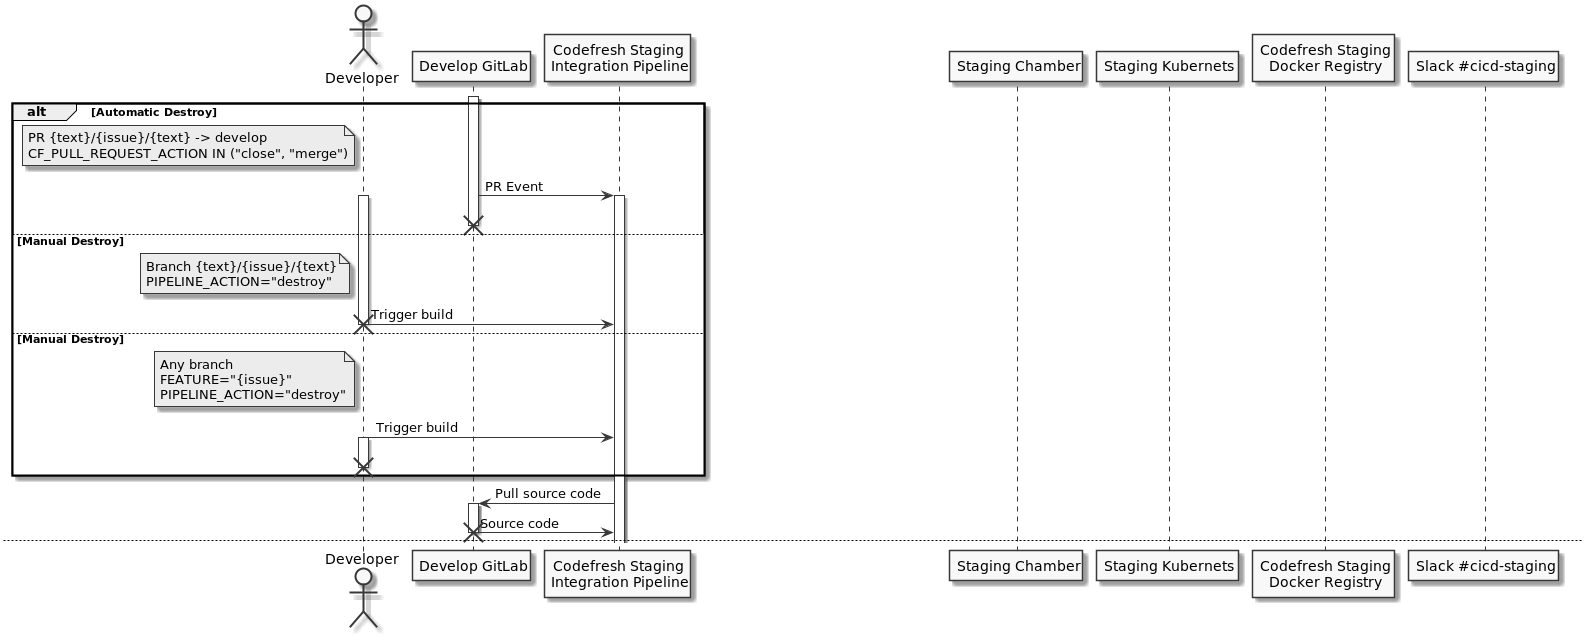 Developer
Develop GitLab
Codefresh Staging
Integration Pipeline
Staging Chamber
Staging Kubernetes
Codefresh Staging
Docker Registry
Slack #cicd-staging
alt
[Automatic Destroy]
PR {text}/{issue}/{text} -> develop
CF_PULL_REQUEST_ACTION IN ("close", "merge")
PR Event
[Manual Destroy]
Branch {text}/{issue}/{text}
PIPELINE_ACTION="destroy"
Trigger build
[Manual Destroy]
Any branch
FEATURE="{issue}"
PIPELINE_ACTION="destroy"
Trigger build
Pull source code
Source code
Developer
Develop GitLab
Codefresh Staging
Integration Pipeline
Staging Chamber
Staging Kubernetes
Codefresh Staging
Docker Registry
Slack #cicd-staging